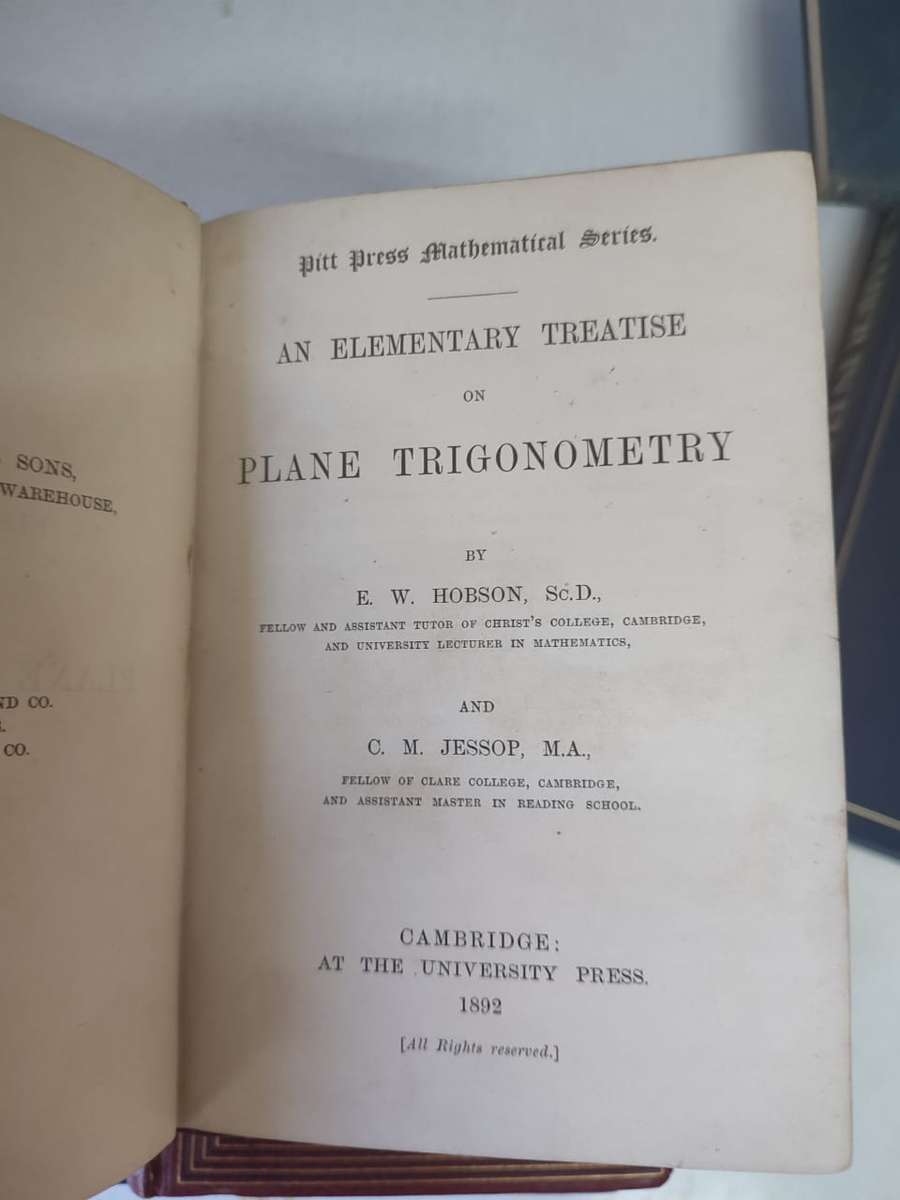 SONS,
WAREHOUSE,
CO.
CO.
Pitt Press Mathematical Series.
AN ELEMENTARY TREATISE
ON
PLANE TRIGONOMETRY
BY
E. W. HOBSON, Sc.D.,
FELLOW AND ASSISTANT TUTOR OF CHRIST'S COLLEGE, CAMBRIDGE,
AND UNIVERSITY LECTURER IN MATHEMATICS,
AND
C. M. JESSOP, M.A.,
FELLOW OF CLARE COLLEGE, CAMBRIDGE,
AND ASSISTANT MASTER IN READING SCHOOL.
CAMBRIDGE:
AT THE UNIVERSITY PRESS.
1892
[All Rights reserved.]